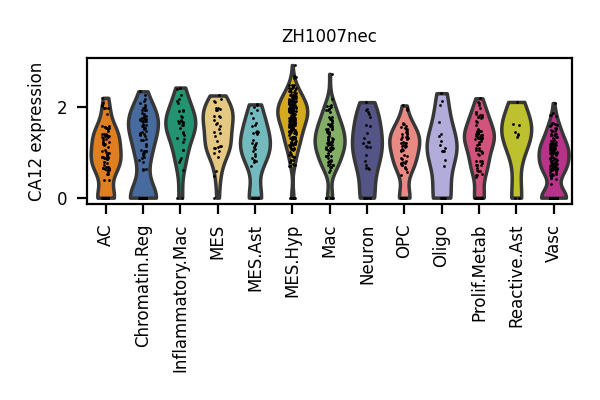 ZH1007nec
CA12 expression
2
0
AC
Chromatin.Reg
Inflammatory.Mac
MES
MES.Ast
MES.Hyp
Mac
Neuron
OPC
Oligo
Prolif.Metab
Reactive.Ast
Vasc